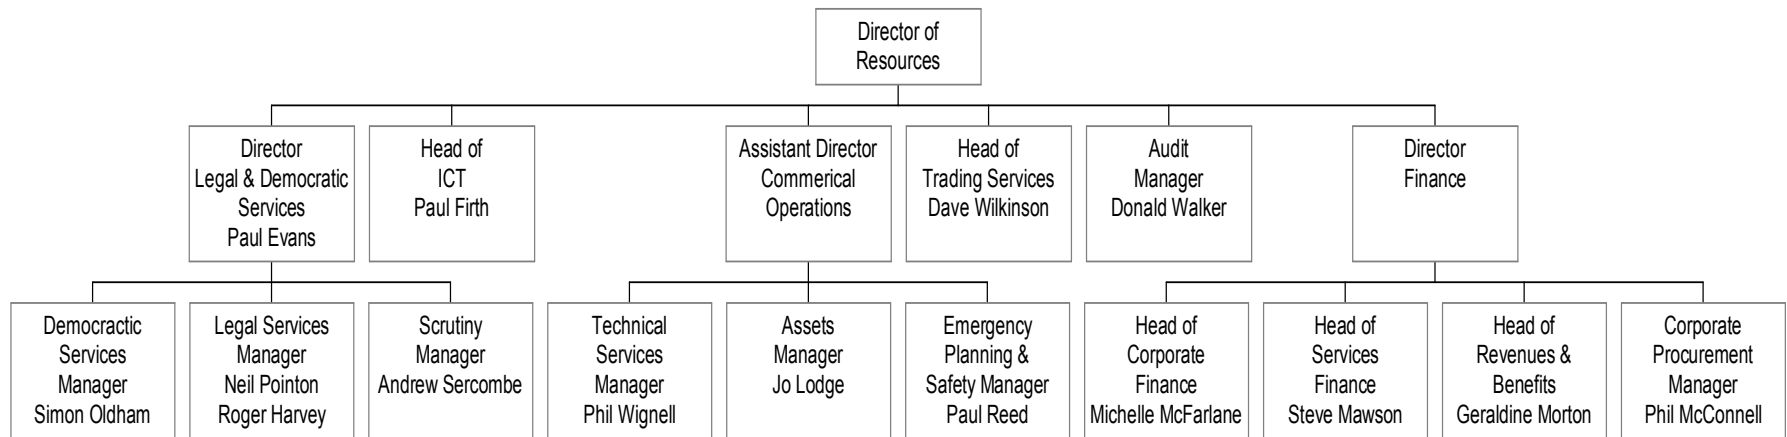 Director of
Resources
Director
Legal & Democratic
Services
Paul Evans
Head of
ICT
Paul Firth
Assistant Director
Commerical
Operations
Head of
Trading Services
Dave Wilkinson
Audit
Manager
Donald Walker
Director
Finance
Democractic
Services
Manager
Simon Oldham
Legal Services
Manager
Neil Pointon
Roger Harvey
Scrutiny
Manager
Andrew Sercombe
Technical
Services
Manager
Phil Wignell
Assets
Manager
Jo Lodge
Emergency
Planning &
Safety Manager
Paul Reed
Head of
Corporate
Finance
Michelle McFarlane
Head of
Services
Finance
Steve Mawson
Head of
Revenues &
Benefits
Geraldine Morton
Corporate
Procurement
Manager
Phil McConnell